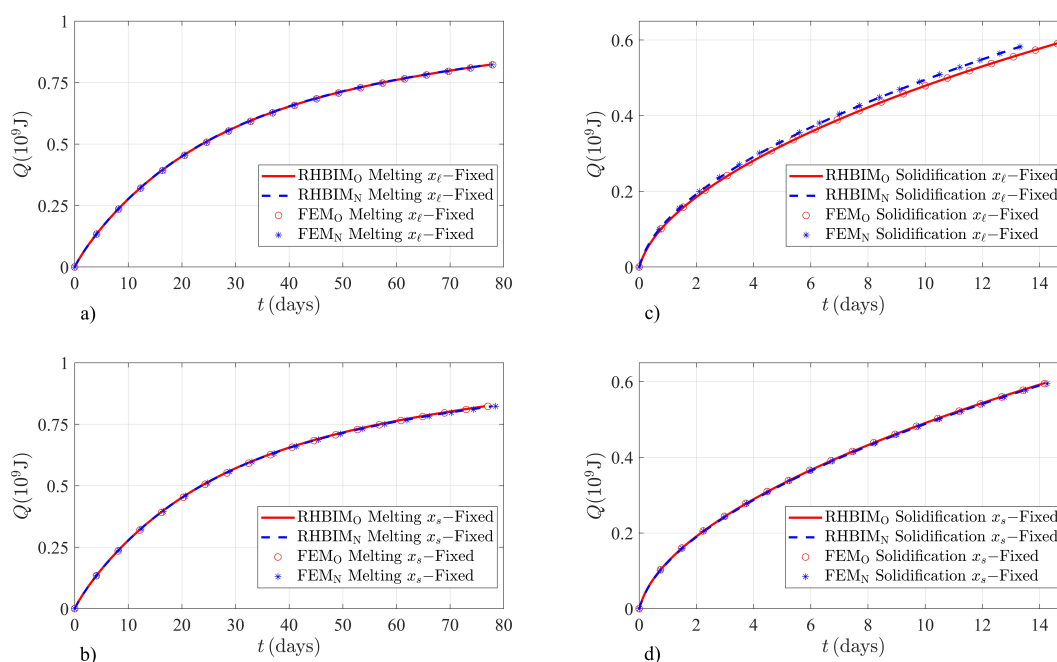 1
0.75
0.5
0.25
0
Q(10⁹J)
0 10 20 30 40 50 60 70 80
t (days)
a)
RHBIM_O Melting x_ℓ−Fixed
RHBIM_N Melting x_ℓ−Fixed
FEM_O Melting x_ℓ−Fixed
FEM_N Melting x_ℓ−Fixed
0.6
0.4
0.2
0
Q(10⁹J)
0 2 4 6 8 10 12 14
t (days)
c)
RHBIM_O Solidification x_ℓ−Fixed
RHBIM_N Solidification x_ℓ−Fixed
FEM_O Solidification x_ℓ−Fixed
FEM_N Solidification x_ℓ−Fixed
1
0.75
0.5
0.25
0
Q(10⁹J)
0 10 20 30 40 50 60 70 80
t (days)
b)
RHBIM_O Melting x_s−Fixed
RHBIM_N Melting x_s−Fixed
FEM_O Melting x_s−Fixed
FEM_N Melting x_s−Fixed
0.6
0.4
0.2
0
Q(10⁹J)
0 2 4 6 8 10 12 14
t (days)
d)
RHBIM_O Solidification x_s−Fixed
RHBIM_N Solidification x_s−Fixed
FEM_O Solidification x_s−Fixed
FEM_N Solidification x_s−Fixed